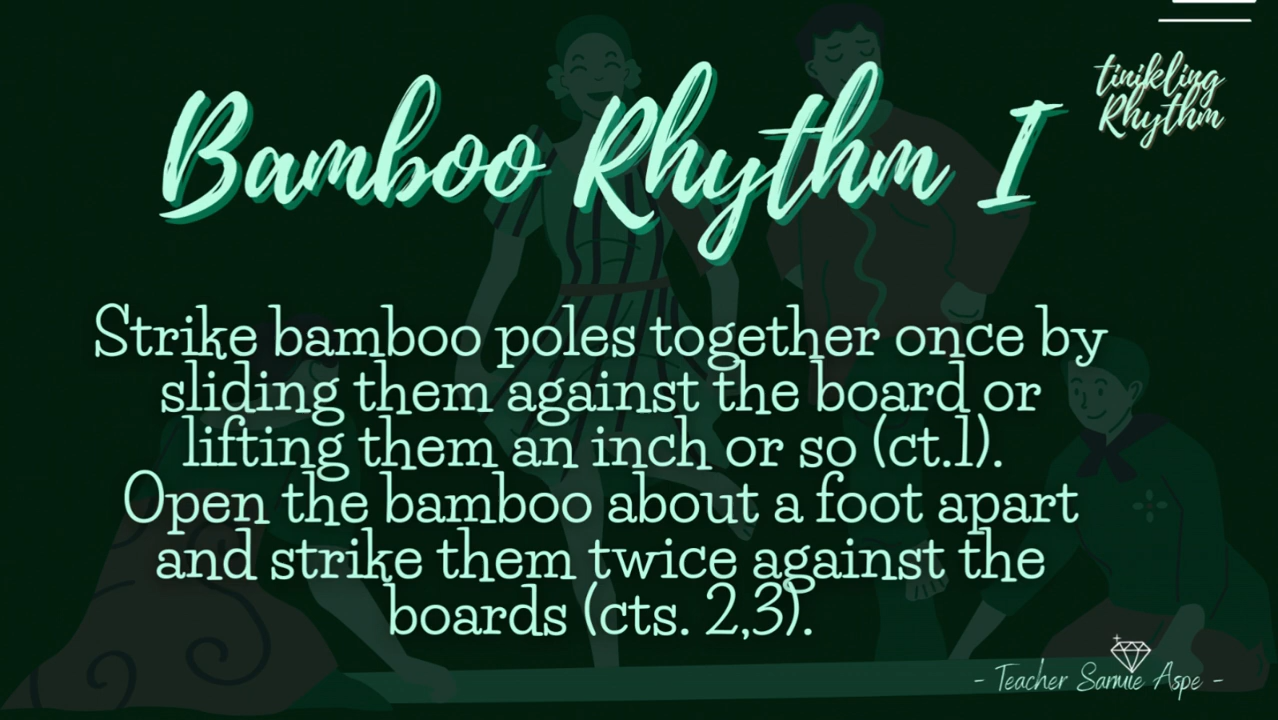 tinikling
Rhythm
Bamboo Rhythm I
Strike bamboo poles together once by
sliding them against the board or
lifting them an inch or so (ct.1).
Open the bamboo about a foot apart
and strike them twice against the
boards (cts. 2,3).
- Teacher Samie Aspe -